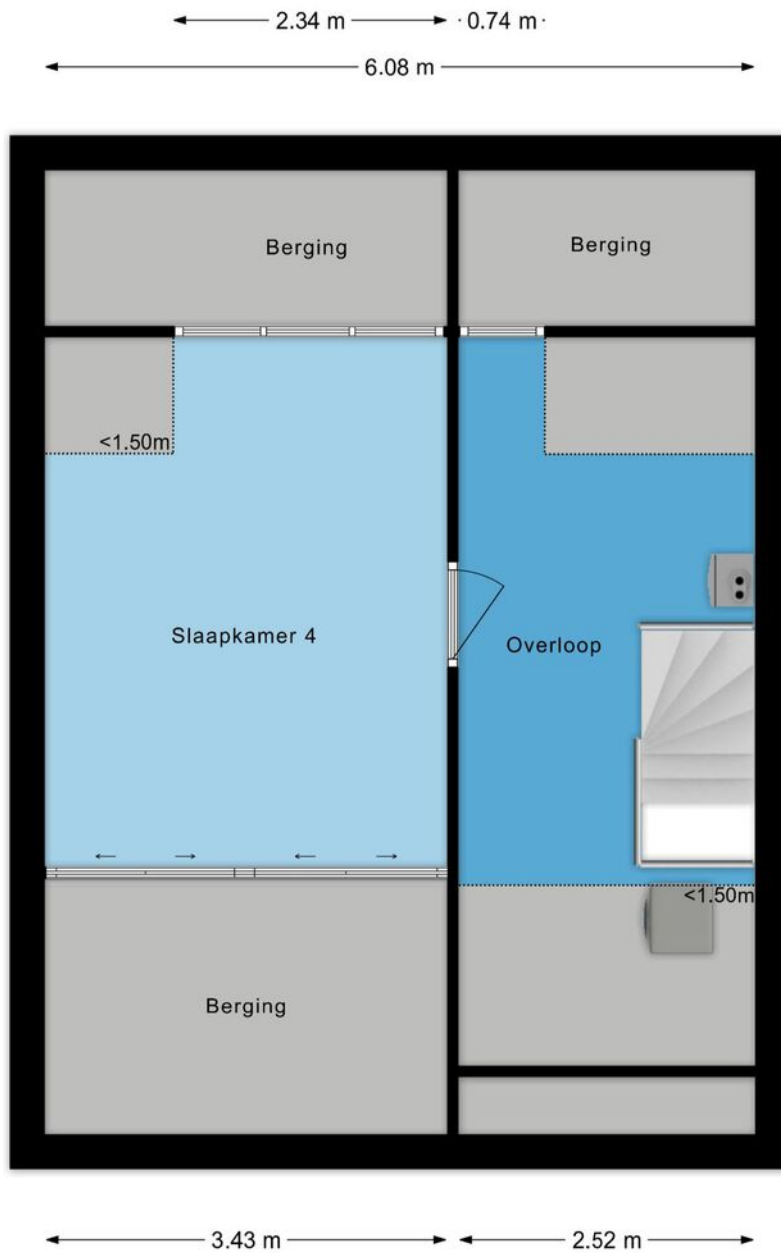 2.34 m 0.74 m
6.08 m
Berging Berging
<1.50m
Slaapkamer 4 Overloop
<1.50m
Berging
3.43 m 2.52 m